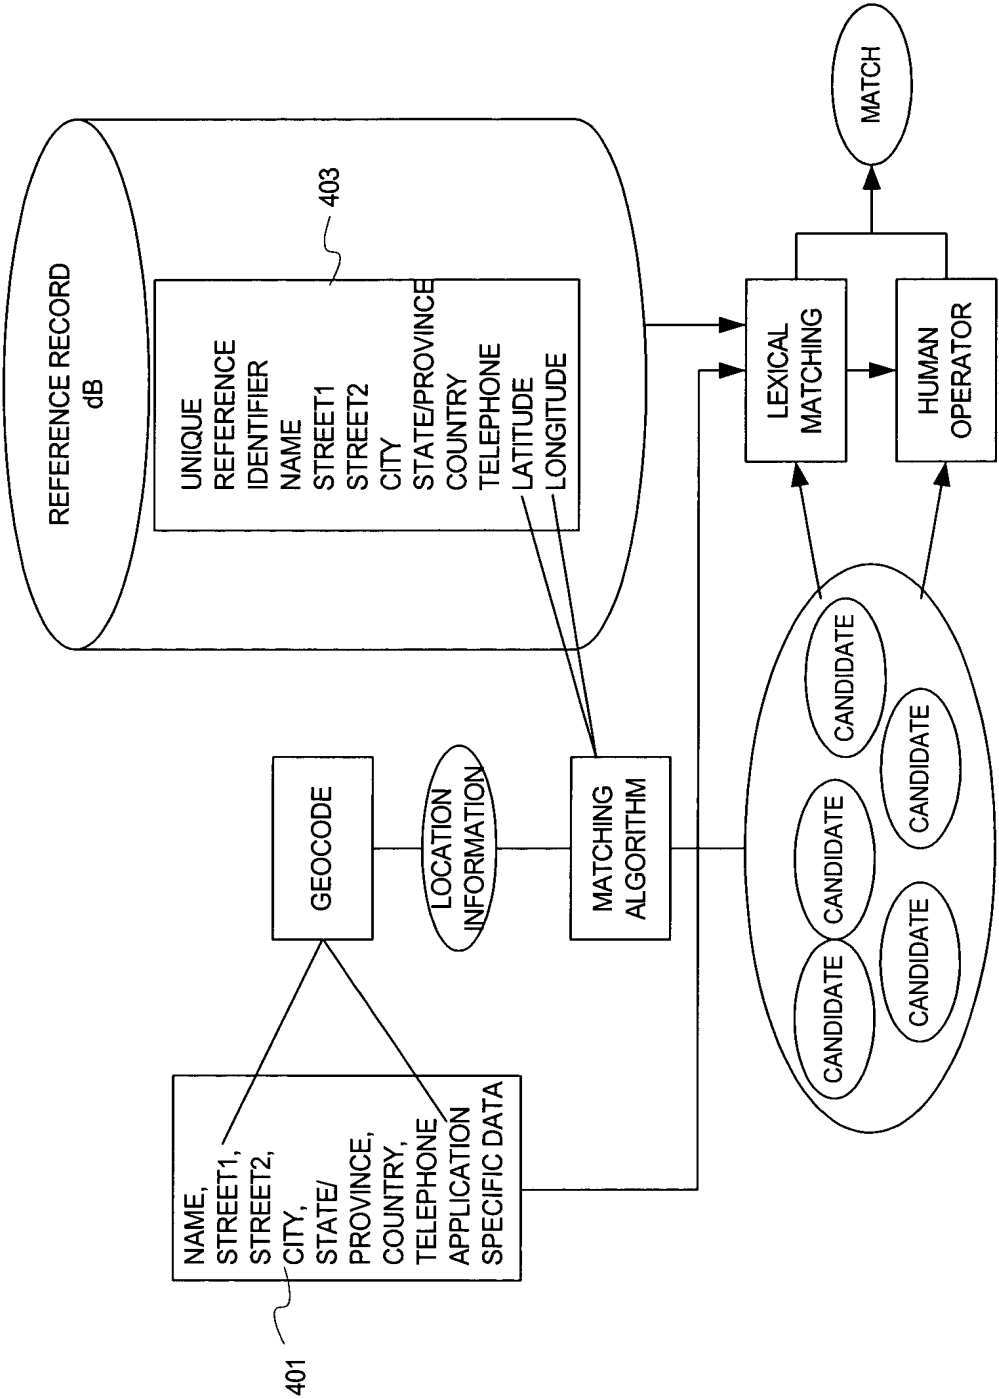 NAME,
STREET1,
STREET2,
CITY,
STATE/
PROVINCE,
COUNTRY,
TELEPHONE
APPLICATION
SPECIFIC DATA
401
GEOCODE
LOCATION
INFORMATION
MATCHING
ALGORITHM
REFERENCE RECORD
dB
UNIQUE
REFERENCE
IDENTIFIER
NAME
STREET1
STREET2
CITY
STATE/PROVINCE
COUNTRY
TELEPHONE
LATITUDE
LONGITUDE
403
CANDIDATE
CANDIDATE
CANDIDATE
CANDIDATE
CANDIDATE
LEXICAL
MATCHING
HUMAN
OPERATOR
MATCH